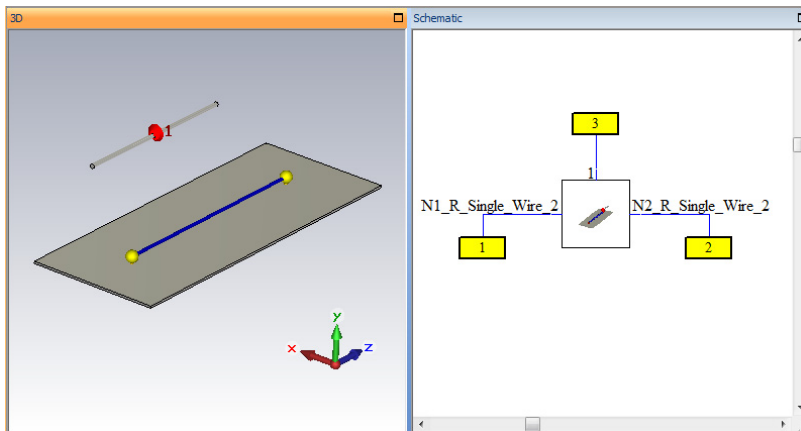 3D
Schematic
1
3
1
N1_R_Single_Wire_2
N2_R_Single_Wire_2
1
2
y
x
z